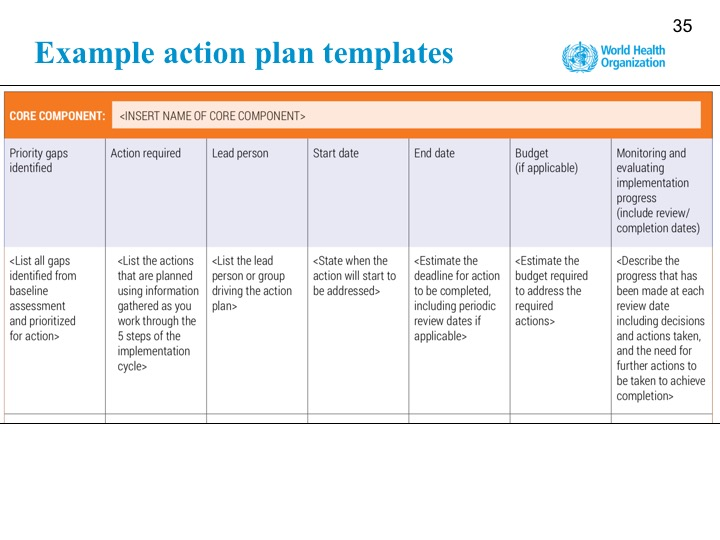 35
Example action plan templates
World Health
Organization
CORE COMPONENT: <INSERT NAME OF CORE COMPONENT>
Priority gaps
identified
Action required
Lead person
Start date
End date
Budget
(if applicable)
Monitoring and
evaluating
implementation
progress
(include review/
completion dates)
<List all gaps
identified from
baseline
assessment
and prioritized
for action>
<List the actions
that are planned
using information
gathered as you
work through the
5 steps of the
implementation
cycle>
<List the lead
person or group
driving the action
plan>
<State when the
action will start to
be addressed>
<Estimate the
deadline for action
to be completed,
including periodic
review dates if
applicable>
<Estimate the
budget required
to address the
required
actions>
<Describe the
progress that has
been made at each
review date
including decisions
and actions taken,
and the need for
further actions to
be taken to achieve
completion>